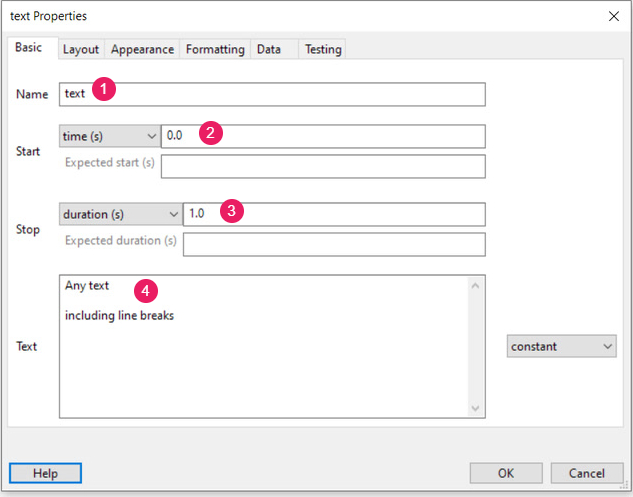 text Properties
Basic Layout Appearance Formatting Data Testing
Name text 1
Start time (s) 0.0 2
Expected start (s)
Stop duration (s) 1.0 3
Expected duration (s)
Any text 4
including line breaks
Text constant
Help OK Cancel